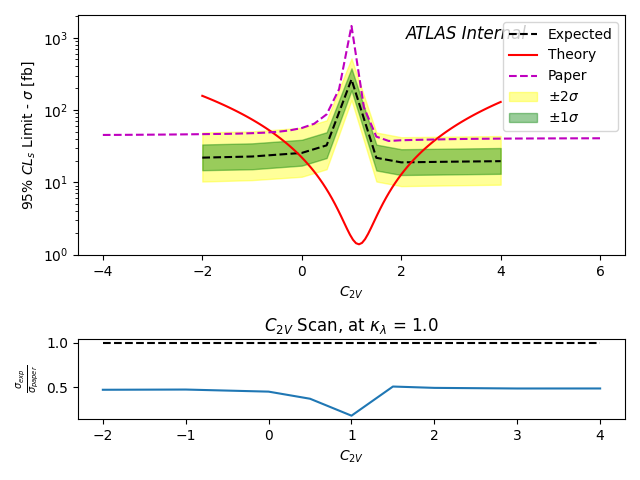 ATLAS Internal
Expected
Theory
Paper
±2σ
±1σ
95% CLₛ Limit - σ [fb]
10³
10²
10¹
10⁰
−4 −2 0 2 4 6
C₂V
C₂V Scan, at κλ = 1.0
σexp/σpaper
1.0
0.5
−2 −1 0 1 2 3 4
C₂V